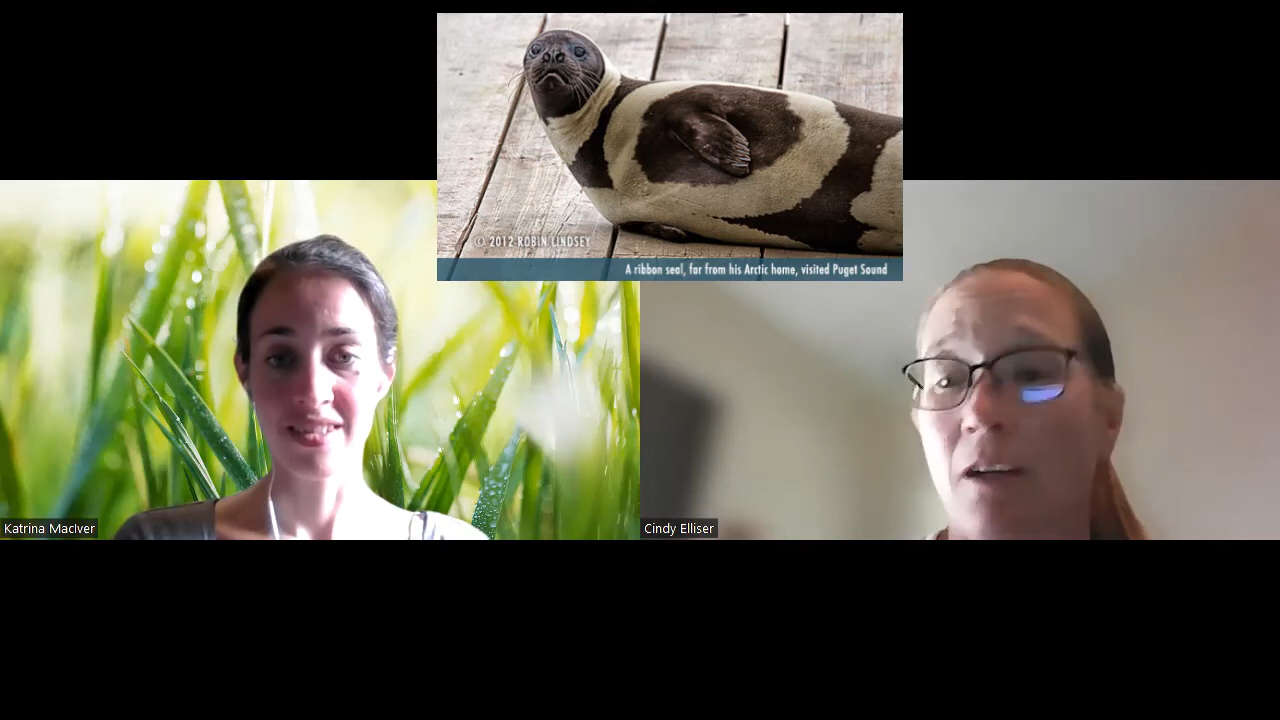 © 2012 ROBIN LINDSEY
A ribbon seal, far from his Arctic home, visited Puget Sound
Katrina MacIver
Cindy Elliser